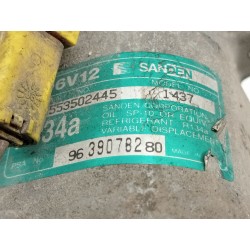 GV12 SANDEN
MODEL NO.
553502445 1437
SANDEN CORPORATION
OIL SP-10 OR EQUIV
34a REFRIGERANT R134a
VARIABLE DISPLACEMENT
96 390782 80